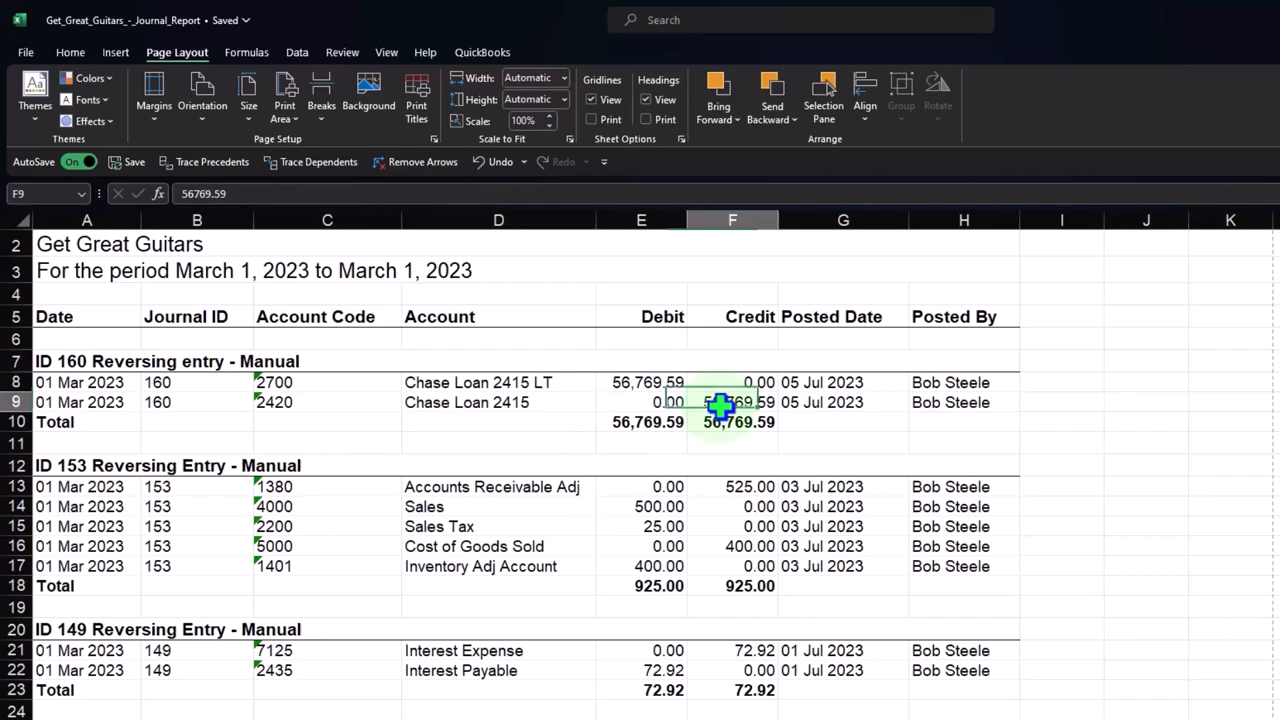 Get_Great_Guitars_-_Journal_Report • Saved
Search
File Home Insert Page Layout Formulas Data Review View Help QuickBooks
Themes
Colors
Fonts
Effects
Themes
Margins
Orientation
Size
Print Area
Breaks
Background
Print Titles
Page Setup
Width: Automatic
Height: Automatic
Scale: 100%
Scale to Fit
Gridlines
View
Print
Headings
View
Print
Sheet Options
Bring Forward
Send Backward
Selection Pane
Align
Group
Rotate
Arrange
AutoSave On Save Trace Precedents Trace Dependents Remove Arrows Undo Redo
F9 fx 56769.59
A B C D E F G H I J K
2 Get Great Guitars
3 For the period March 1, 2023 to March 1, 2023
4
5 Date Journal ID Account Code Account Debit Credit Posted Date Posted By
6
7 ID 160 Reversing entry - Manual
8 01 Mar 2023 160 2700 Chase Loan 2415 LT 56,769.59 0.00 05 Jul 2023 Bob Steele
9 01 Mar 2023 160 2420 Chase Loan 2415 0.00 56,769.59 05 Jul 2023 Bob Steele
10 Total 56,769.59 56,769.59
11
12 ID 153 Reversing Entry - Manual
13 01 Mar 2023 153 1380 Accounts Receivable Adj 0.00 525.00 03 Jul 2023 Bob Steele
14 01 Mar 2023 153 4000 Sales 500.00 0.00 03 Jul 2023 Bob Steele
15 01 Mar 2023 153 2200 Sales Tax 25.00 0.00 03 Jul 2023 Bob Steele
16 01 Mar 2023 153 5000 Cost of Goods Sold 0.00 400.00 03 Jul 2023 Bob Steele
17 01 Mar 2023 153 1401 Inventory Adj Account 400.00 0.00 03 Jul 2023 Bob Steele
18 Total 925.00 925.00
19
20 ID 149 Reversing Entry - Manual
21 01 Mar 2023 149 7125 Interest Expense 0.00 72.92 01 Jul 2023 Bob Steele
22 01 Mar 2023 149 2435 Interest Payable 72.92 0.00 01 Jul 2023 Bob Steele
23 Total 72.92 72.92
24